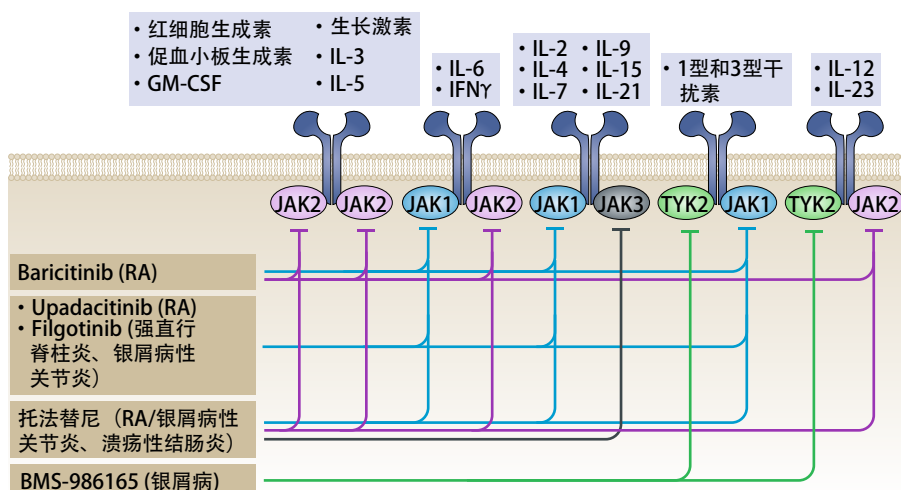 · 红细胞生成素
· 促血小板生成素
· GM-CSF
· 生长激素
· IL-3
· IL-5
· IL-6
· IFNγ
· IL-2
· IL-4
· IL-7
· IL-9
· IL-15
· IL-21
· 1型和3型干
扰素
· IL-12
· IL-23
JAK2
JAK2
JAK1
JAK2
JAK1
JAK3
TYK2
JAK1
TYK2
JAK2
Baricitinib (RA)
· Upadacitinib (RA)
· Filgotinib (强直行
脊柱炎、银屑病性
关节炎）
托法替尼（RA/银屑病性
关节炎、溃疡性结肠炎）
BMS-986165 (银屑病)